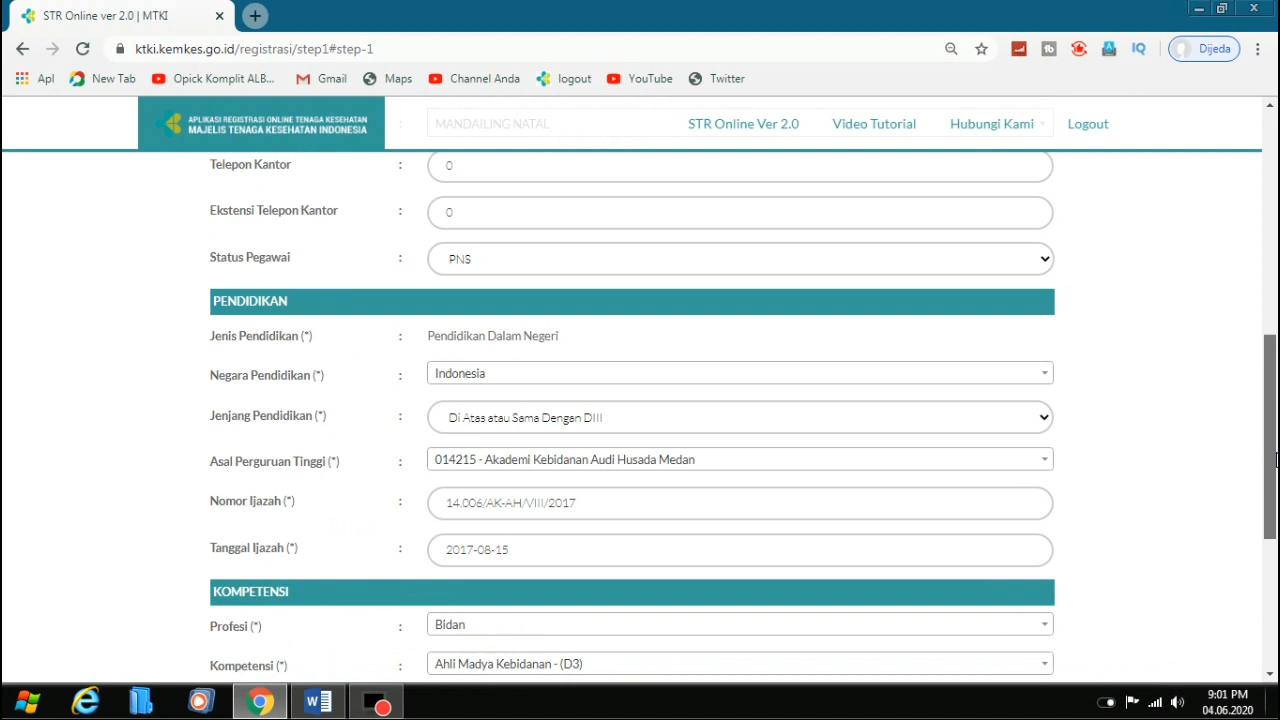 STR Online ver 2.0 | MTKI
ktki.kemkes.go.id/registrasi/step1#step-1
Dijeda
Apl New Tab Opick Komplit ALB... Gmail Maps Channel Anda logout YouTube Twitter
APLIKASI REGISTRASI ONLINE TENAGA KESEHATAN
MAJELIS TENAGA KESEHATAN INDONESIA
: MANDAILING NATAL
STR Online Ver 2.0 Video Tutorial Hubungi Kami Logout
Telepon Kantor : 0
Ekstensi Telepon Kantor : 0
Status Pegawai : PNS
PENDIDIKAN
Jenis Pendidikan (*) : Pendidikan Dalam Negeri
Negara Pendidikan (*) : Indonesia
Jenjang Pendidikan (*) : Di Atas atau Sama Dengan DIII
Asal Perguruan Tinggi (*) : 014215 - Akademi Kebidanan Audi Husada Medan
Nomor Ijazah (*) : 14.006/AK-AH/VIII/2017
Tanggal Ijazah (*) : 2017-08-15
KOMPETENSI
Profesi (*) : Bidan
Kompetensi (*) : Ahli Madya Kebidanan - (D3)
9:01 PM
04.06.2020